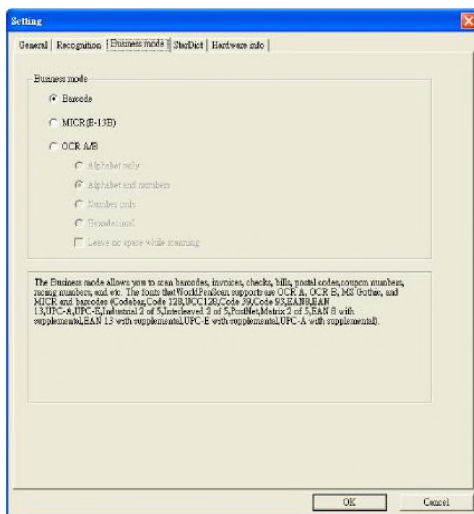 Setting
General Recognition Business mode StarDict Hardware info
Business mode
Barcode
MICR(E-13B)
OCR A/B
Alphabet only
Alphabet and numbers
Number only
Hexadecimal
Leave no space while scanning
The Business mode allows you to scan barcodes, invoices, checks, bills, postal codes,coupon numbers,
racing numbers, and etc. The fonts that WorldPenScan supports are OCR A, OCR B, MS Gothic, and
MICR and barcodes (Codabar,Code 128,UCC128,Code 39,Code 93,EAN8,EAN
13,UPC-A,UPC-E,Industrial 2 of 5,Interleaved 2 of 5,PostNet,Matrix 2 of 5,EAN 8 with
supplemental,EAN 13 with supplemental,UPC-E with supplemental,UPC-A with supplemental).
OK Cancel